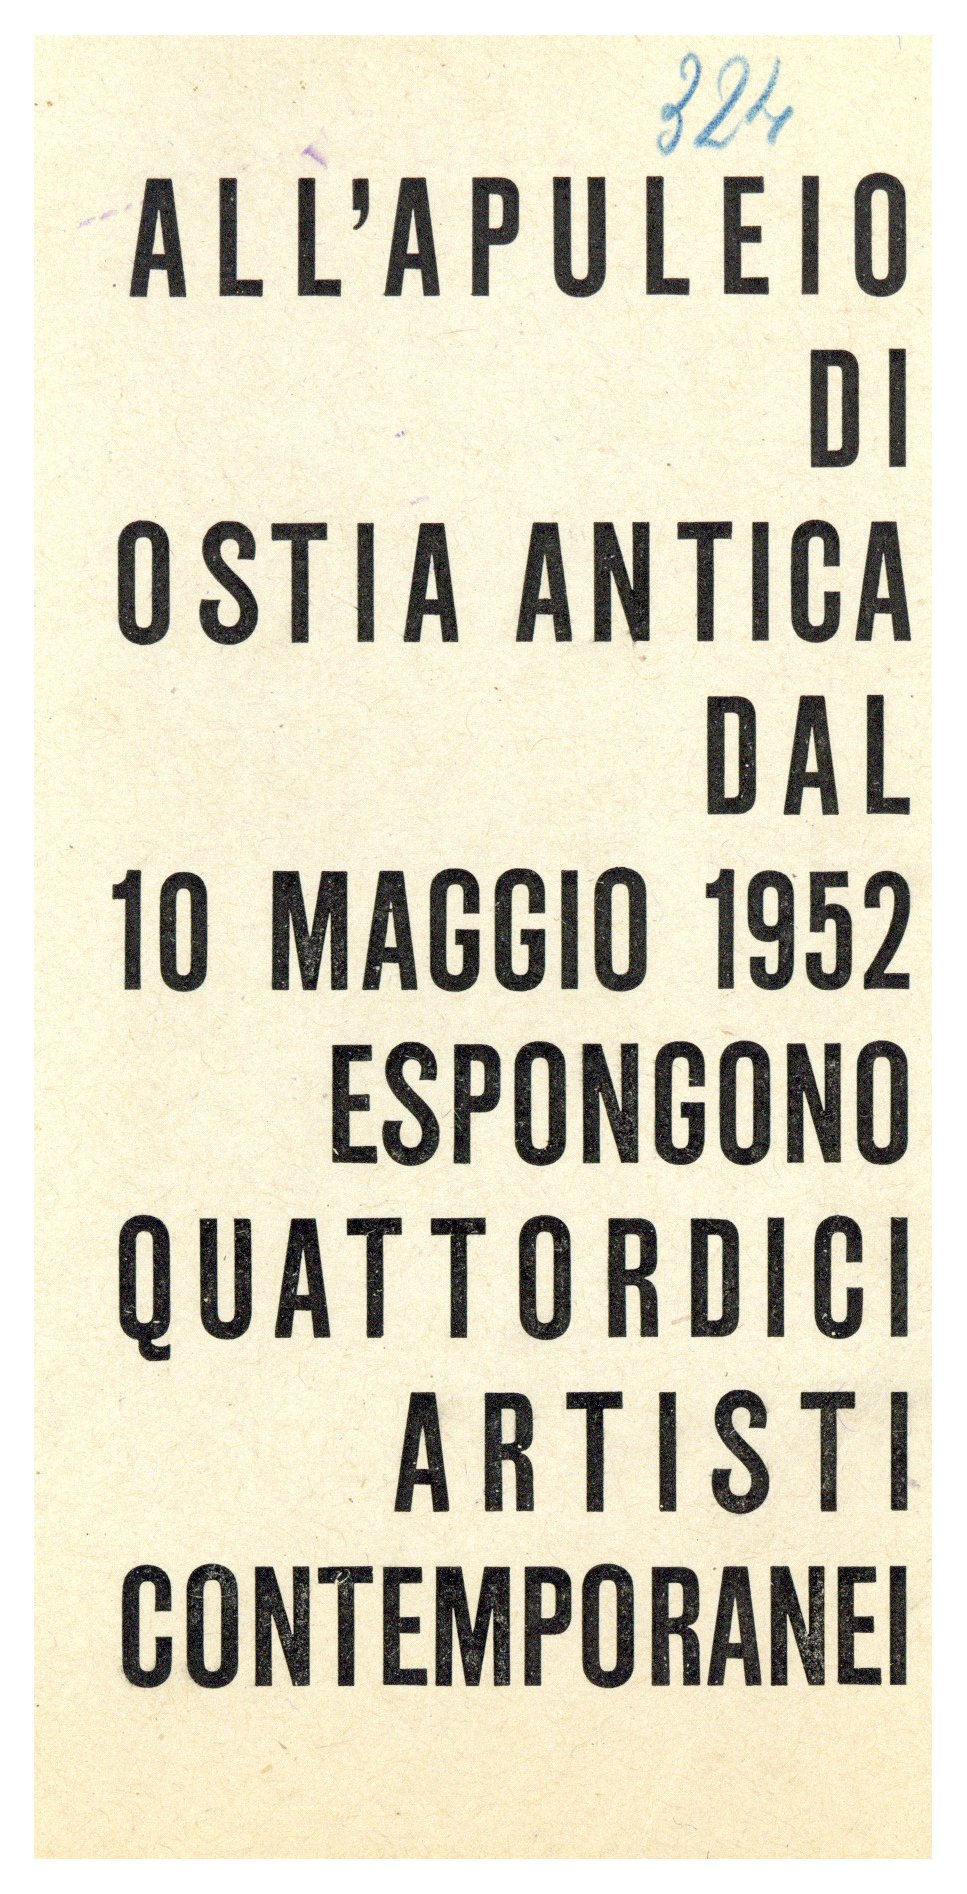 324
ALL'APULEIO
DI
OSTIA ANTICA
DAL
10 MAGGIO 1952
ESPONGONO
QUATTORDICI
ARTISTI
CONTEMPORANEI